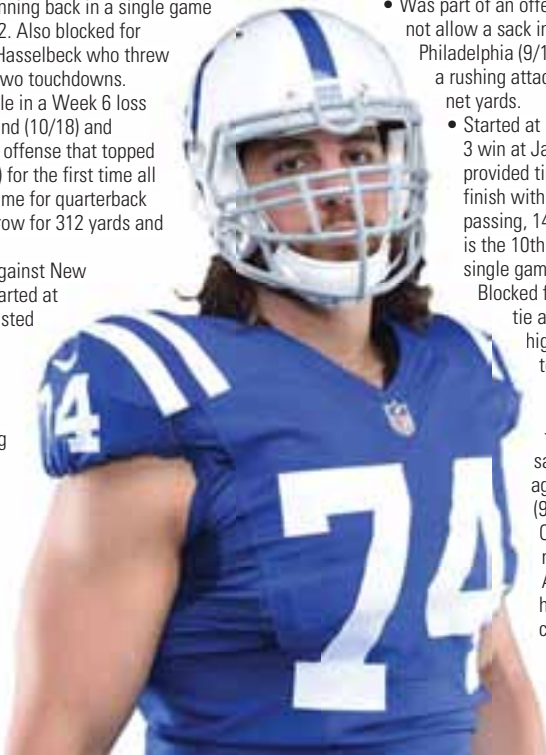 nning back in a single game
2. Also blocked for
Hasselbeck who threw
wo touchdowns.
le in a Week 6 loss
nd (10/18) and
offense that topped
) for the first time all
me for quarterback
row for 312 yards and
gainst New
arted at
sted
g
• Was part of an offe
not allow a sack in
Philadelphia (9/1
a rushing attac
net yards.
• Started at
3 win at Ja
provided ti
finish with
passing, 14
is the 10th
single gam
Blocked f
tie a
hig
t
sa
ag
(9
C
r
A
h
c
74
74
NFL